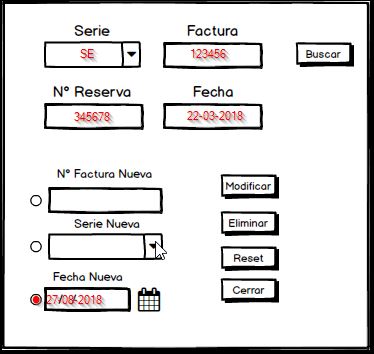 Serie Factura
SE 123456 Buscar
Nº Reserva Fecha
345678 22-03-2018
Nº Factura Nueva
Modificar
Serie Nueva
Eliminar
Reset
Fecha Nueva
Cerrar
27/08/2018